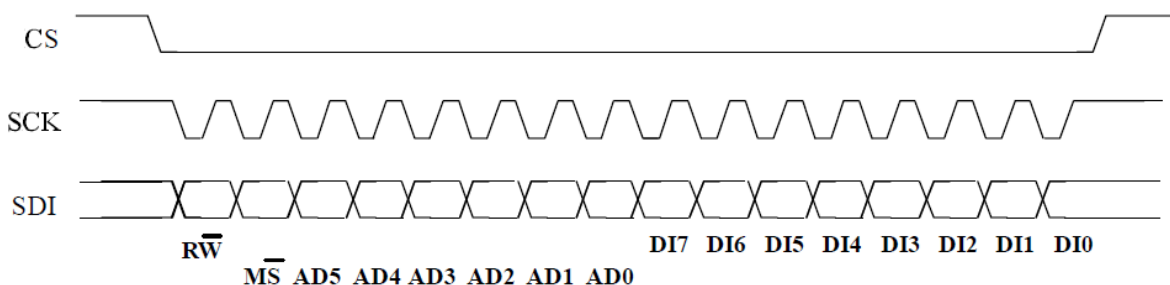 CS
SCK
SDI
RW̅ DI7 DI6 DI5 DI4 DI3 DI2 DI1 DI0
MS̅ AD5 AD4 AD3 AD2 AD1 AD0